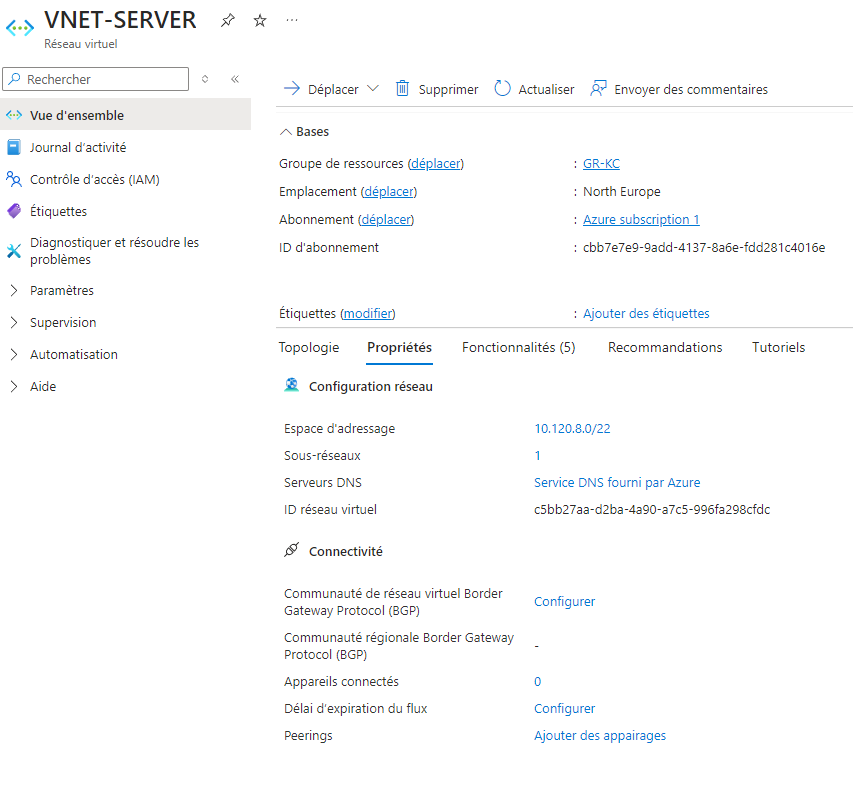 VNET-SERVER
Réseau virtuel
Rechercher
Déplacer Supprimer Actualiser Envoyer des commentaires
Vue d'ensemble
Journal d'activité
Contrôle d'accès (IAM)
Étiquettes
Diagnostiquer et résoudre les
problèmes
Paramètres
Supervision
Automatisation
Aide
Bases
Groupe de ressources (déplacer) : GR-KC
Emplacement (déplacer) : North Europe
Abonnement (déplacer) : Azure subscription 1
ID d'abonnement : cbb7e7e9-9add-4137-8a6e-fdd281c4016e
Étiquettes (modifier) : Ajouter des étiquettes
Topologie Propriétés Fonctionnalités (5) Recommandations Tutoriels
Configuration réseau
Espace d'adressage 10.120.8.0/22
Sous-réseaux 1
Serveurs DNS Service DNS fourni par Azure
ID réseau virtuel c5bb27aa-d2ba-4a90-a7c5-996fa298cfdc
Connectivité
Communauté de réseau virtuel Border
Gateway Protocol (BGP) Configurer
Communauté régionale Border Gateway
Protocol (BGP) -
Appareils connectés 0
Délai d'expiration du flux Configurer
Peerings Ajouter des appairages